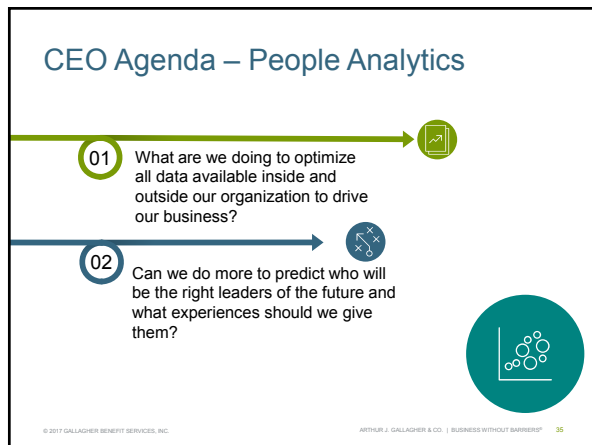 CEO Agenda – People Analytics
01
What are we doing to optimize
all data available inside and
outside our organization to drive
our business?
02
Can we do more to predict who will
be the right leaders of the future and
what experiences should we give
them?
© 2017 GALLAGHER BENEFIT SERVICES, INC.
ARTHUR J. GALLAGHER & CO. | BUSINESS WITHOUT BARRIERS® 35